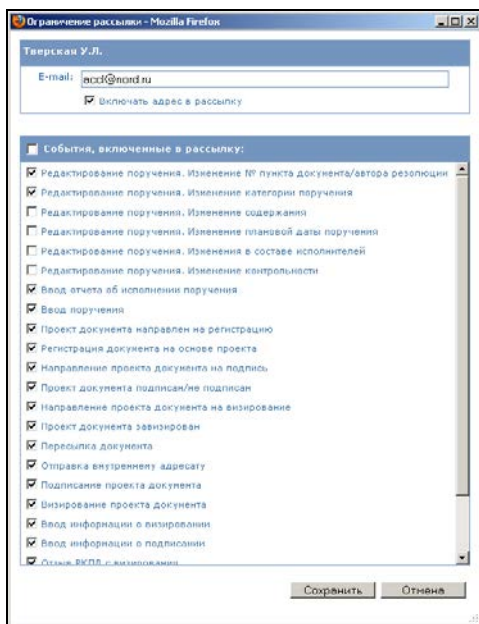 Ограничение рассылки - Mozilla Firefox
Тверская У.Л.
E-mail: accl@nord.ru
Включать адрес в рассылку
События, включенные в рассылку:
Редактирование поручения. Изменение № пункта документа/автора резолюции
Редактирование поручения. Изменение категории поручения
Редактирование поручения. Изменение содержания
Редактирование поручения. Изменение плановой даты поручения
Редактирование поручения. Изменения в составе исполнителей
Редактирование поручения. Изменение контрольности
Ввод отчета об исполнении поручения
Ввод поручения
Проект документа направлен на регистрацию
Регистрация документа на основе проекта
Направление проекта документа на подпись
Проект документа подписан/не подписан
Направление проекта документа на визирование
Проект документа завизирован
Пересылка документа
Отправка внутреннему адресату
Подписание проекта документа
Визирование проекта документа
Ввод информации о визировании
Ввод информации о подписании
Отзыв РКПД с визирования
Сохранить Отмена